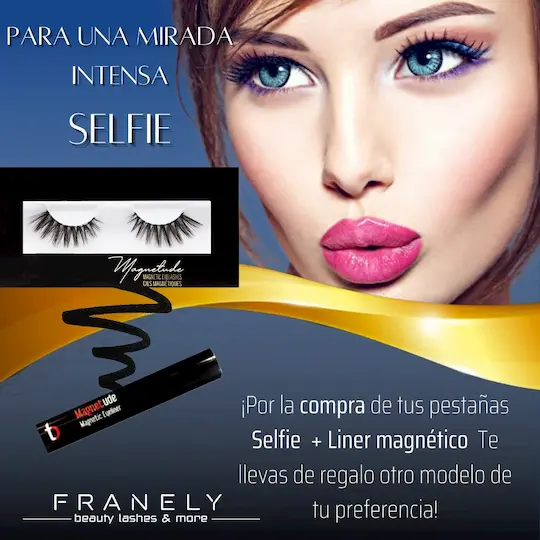 PARA UNA MIRADA
INTENSA
SELFIE
Magnetude
MAGNETIC EYELASHES
CILS MAGNÉTIQUES
Magnetude
Magnetic Eyeliner
¡Por la compra de tus pestañas
Selfie + Liner magnético Te
llevas de regalo otro modelo de
tu preferencia!
FRANELY
beauty lashes & more